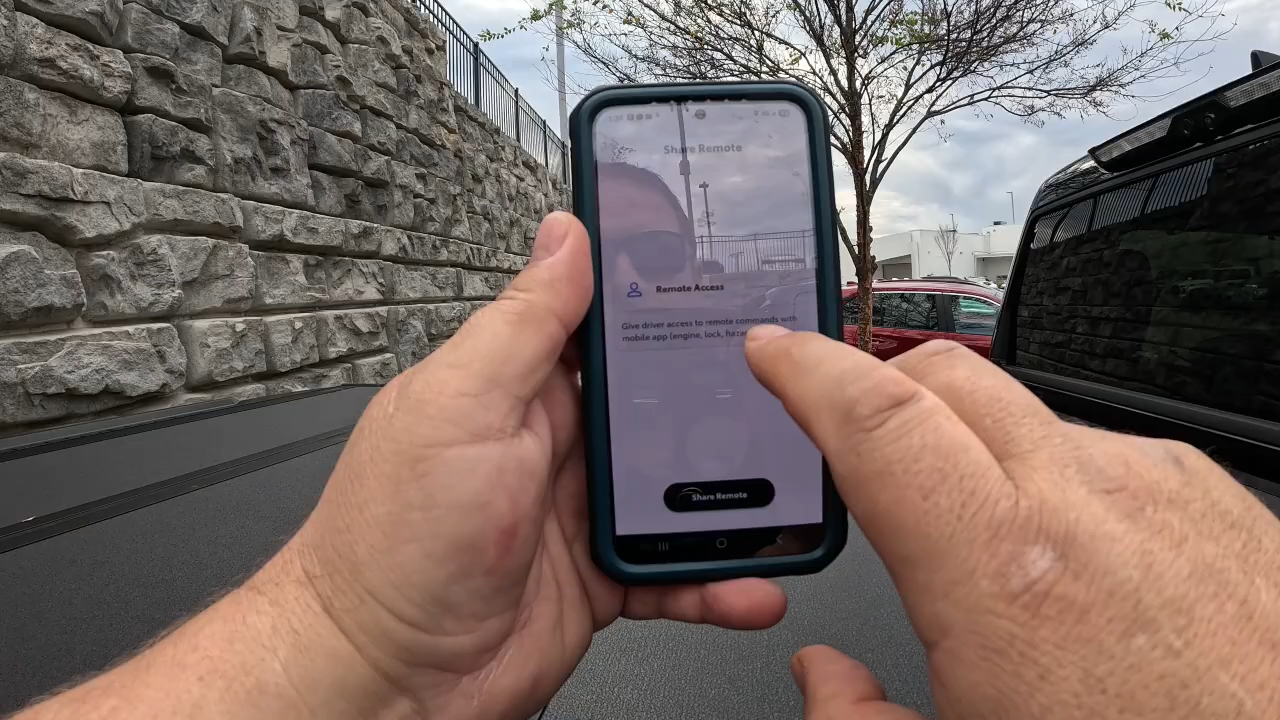 Share Remote
Remote Access
Give driver access to remote commands with
mobile app (engine, lock,
Share Remote